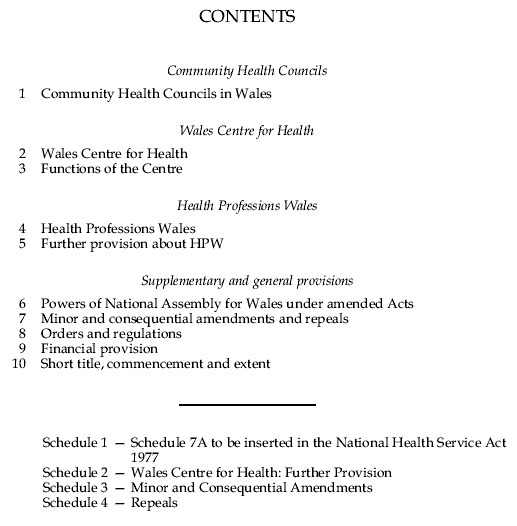 CONTENTS
Community Health Councils
1 Community Health Councils in Wales
Wales Centre for Health
2 Wales Centre for Health
3 Functions of the Centre
Health Professions Wales
4 Health Professions Wales
5 Further provision about HPW
Supplementary and general provisions
6 Powers of National Assembly for Wales under amended Acts
7 Minor and consequential amendments and repeals
8 Orders and regulations
9 Financial provision
10 Short title, commencement and extent
Schedule 1 — Schedule 7A to be inserted in the National Health Service Act
1977
Schedule 2 — Wales Centre for Health: Further Provision
Schedule 3 — Minor and Consequential Amendments
Schedule 4 — Repeals